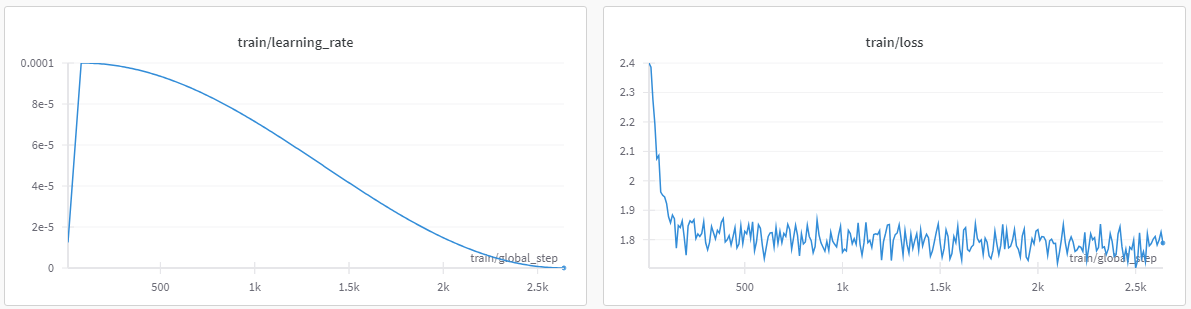 train/learning_rate
0.0001
8e-5
6e-5
4e-5
2e-5
0
train/global_step
500
1k
1.5k
2k
2.5k
train/loss
2.4
2.3
2.2
2.1
2
1.9
1.8
train/global_step
500
1k
1.5k
2k
2.5k